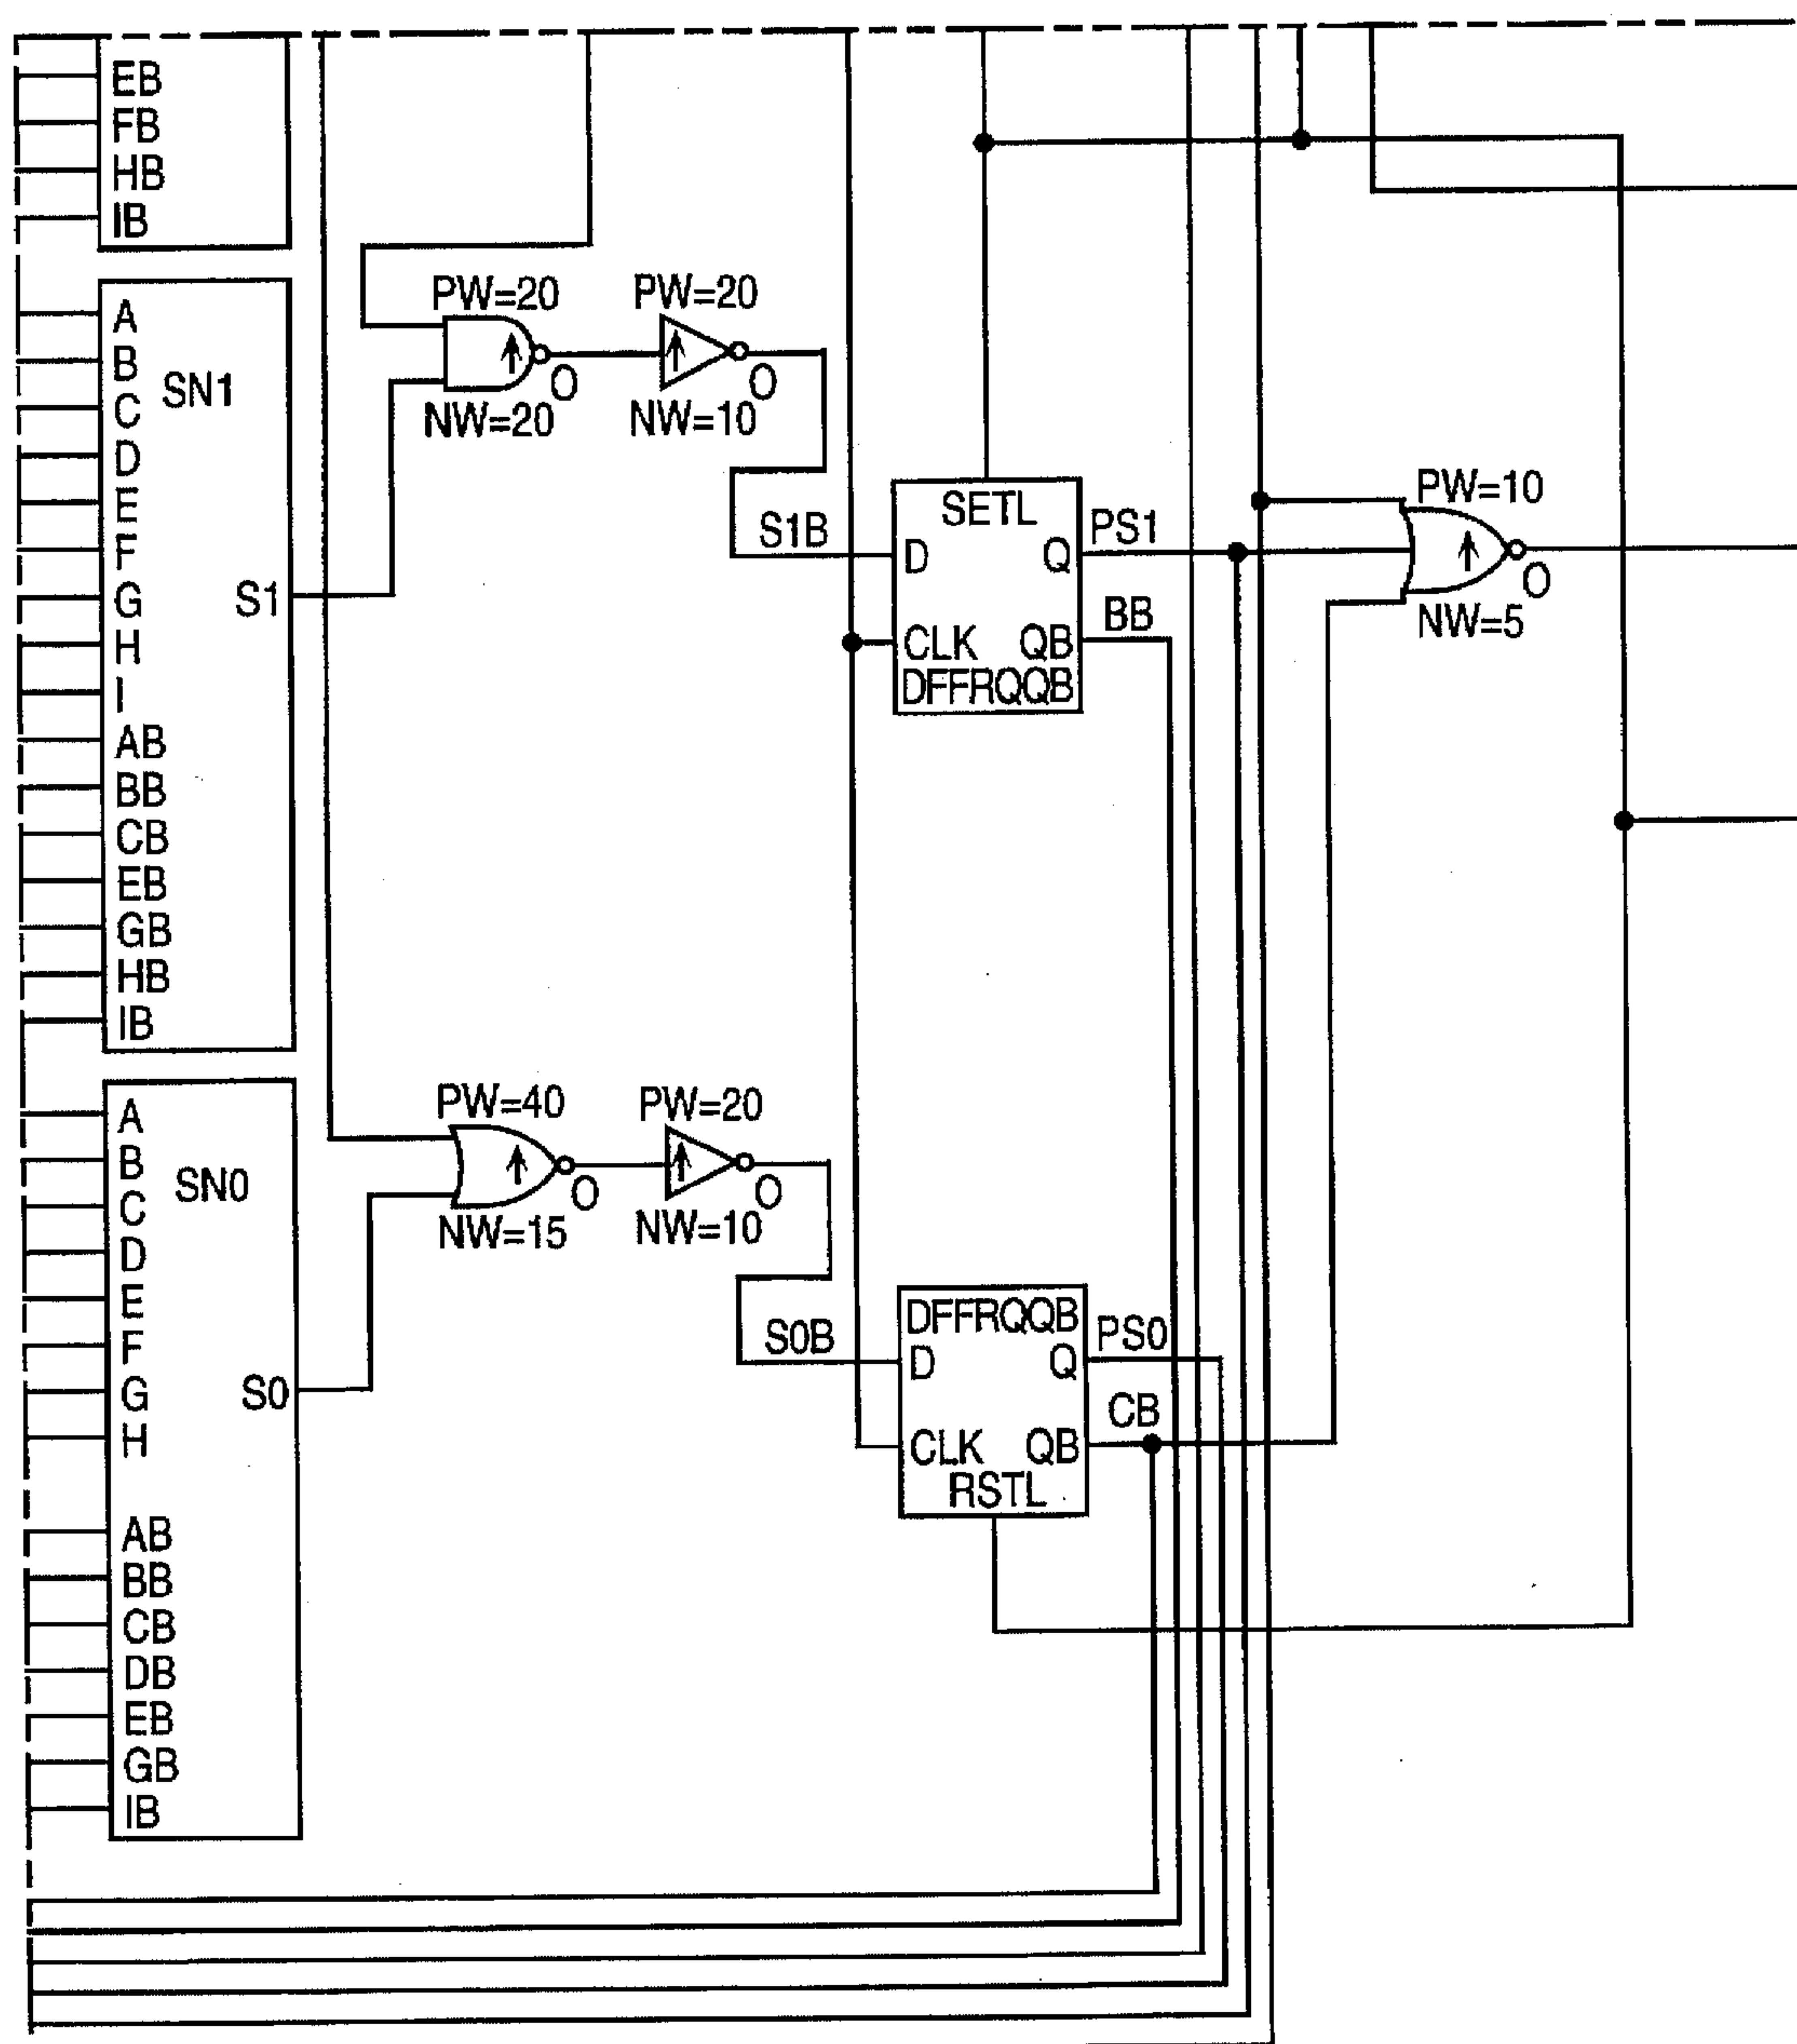 EB
FB
HB
IB
A
B
SN1
C
D
E
F
G
S1
H
I
AB
BB
CB
EB
GB
HB
IB
PW=20
O
NW=20
PW=20
O
NW=10
S1B
SETL
D
Q
CLK
QB
DFFRQQB
PS1
BB
PW=10
O
NW=5
A
B
SN0
C
D
E
F
G
S0
H
AB
BB
CB
DB
EB
GB
IB
PW=40
O
NW=15
PW=20
O
NW=10
S0B
DFFRQQB
D
Q
CLK
QB
RSTL
PS0
CB